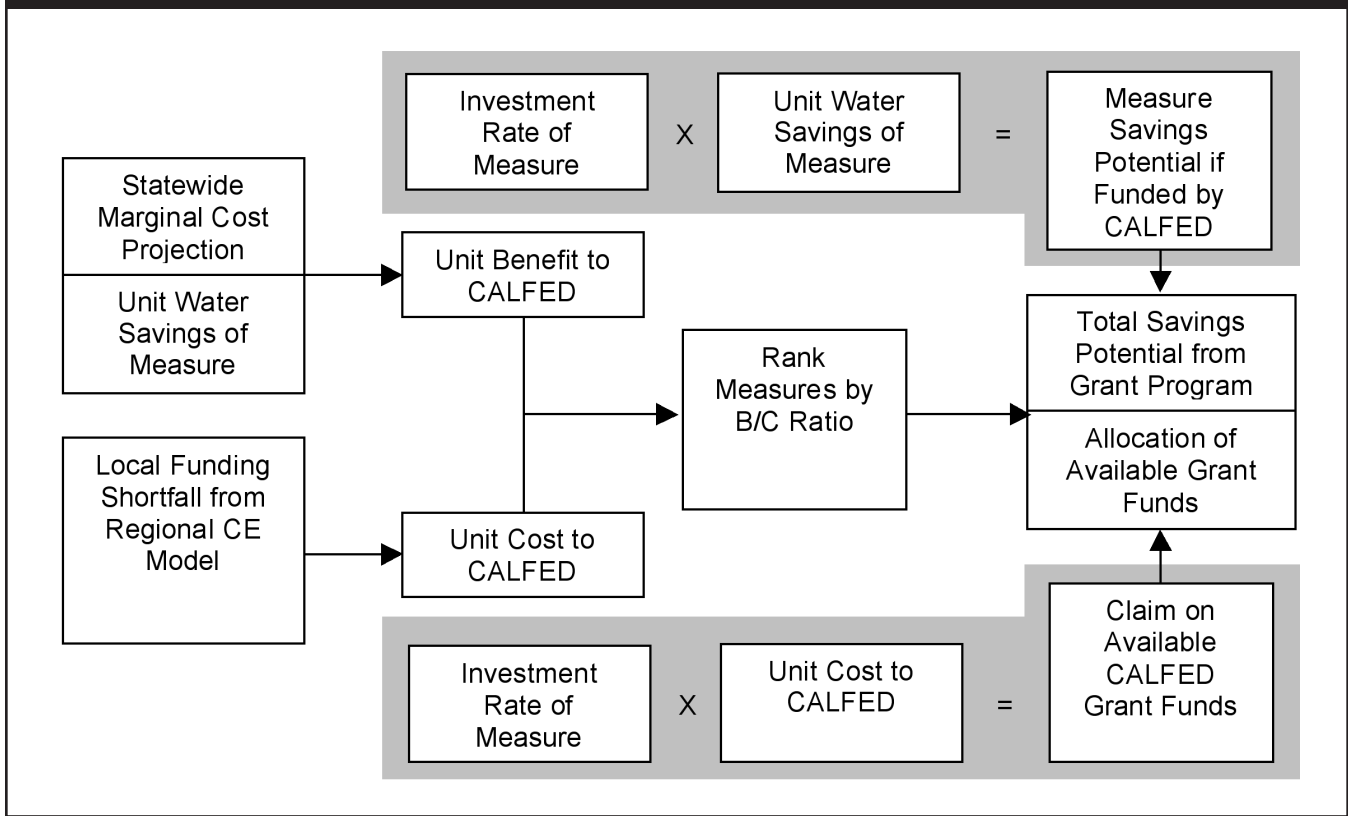 Investment
Rate of
Measure
X
Unit Water
Savings of
Measure
=
Measure
Savings
Potential if
Funded by
CALFED
Statewide
Marginal Cost
Projection
Unit Water
Savings of
Measure
Unit Benefit to
CALFED
Rank
Measures by
B/C Ratio
Total Savings
Potential from
Grant Program
Allocation of
Available Grant
Funds
Local Funding
Shortfall from
Regional CE
Model
Unit Cost to
CALFED
Investment
Rate of
Measure
X
Unit Cost to
CALFED
=
Claim on
Available
CALFED
Grant Funds